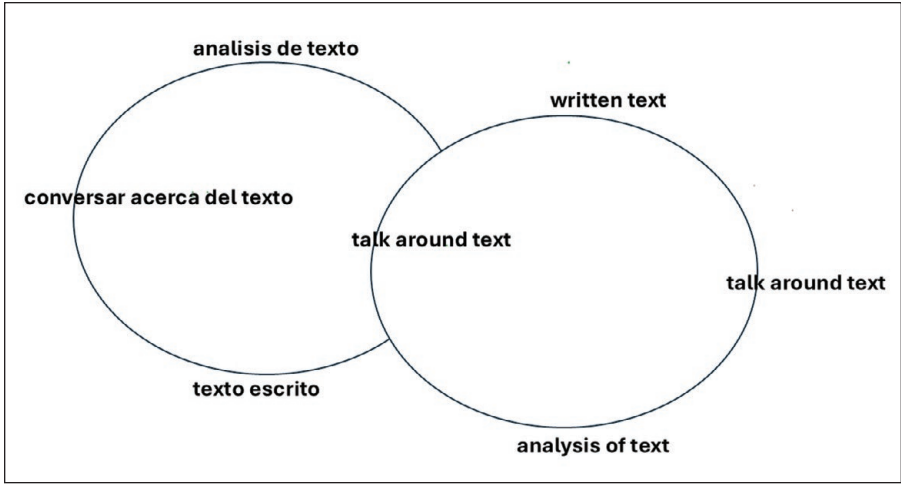 analisis de texto
written text
conversar acerca del texto
talk around text
talk around text
texto escrito
analysis of text